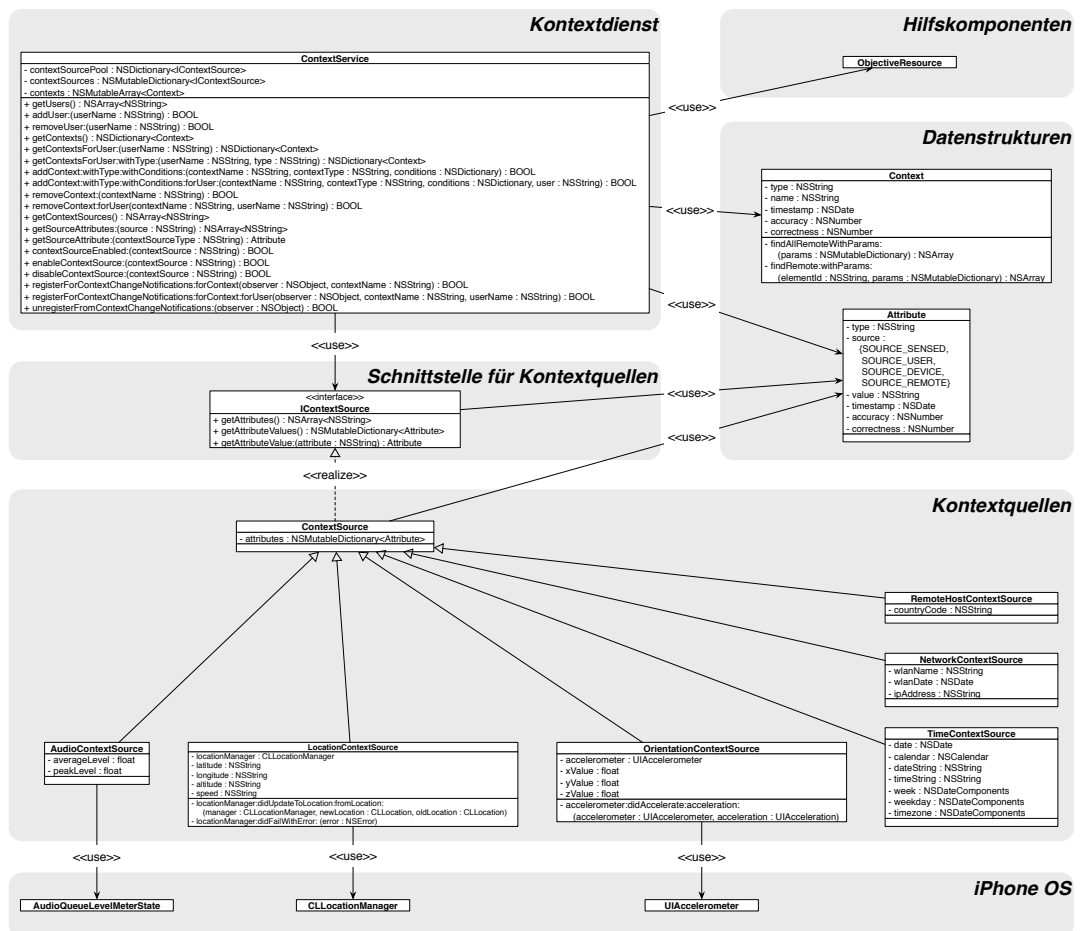 Kontextdienst
ContextService
- contextSourcePool : NSDictionary<IContextSource>
- contextSources : NSMutableDictionary<IContextSource>
- contexts : NSMutableArray<Context>
+ getUsers() : NSArray<NSString>
+ addUser:(userName : NSString) : BOOL
+ removeUser:(userName : NSString) : BOOL
+ getContexts() : NSDictionary<Context>
+ getContextsForUser:(userName : NSString) : NSDictionary<Context>
+ getContextsForUser:withType:(userName : NSString, type : NSString) : NSDictionary<Context>
+ addContext:withType:withConditions:(contextName : NSString, contextType : NSString, conditions : NSDictionary) : BOOL
+ addContext:withType:withConditions:forUser:(contextName : NSString, contextType : NSString, conditions : NSDictionary, user : NSString) : BOOL
+ removeContext:(contextName : NSString) : BOOL
+ removeContext:forUser(contextName : NSString, userName : NSString) : BOOL
+ getContextSources() : NSArray<NSString>
+ getSourceAttributes:(source : NSString) : NSArray<NSString>
+ getSourceAttribute:(contextSourceType : NSString) : Attribute
+ contextSourceEnabled:(contextSource : NSString) : BOOL
+ enableContextSource:(contextSource : NSString) : BOOL
+ disableContextSource:(contextSource : NSString) : BOOL
+ registerForContextChangeNotifications:forContext(observer : NSObject, contextName : NSString) : BOOL
+ registerForContextChangeNotifications:forContext:forUser(observer : NSObject, contextName : NSString, userName : NSString) : BOOL
+ unregisterFromContextChangeNotifications:(observer : NSObject) : BOOL
Hilfskomponenten
ObjectiveResource
<<use>>
<<use>>
<<use>>
Datenstrukturen
Context
- type : NSString
- name : NSString
- timestamp : NSDate
- accuracy : NSNumber
- correctness : NSNumber
- findAllRemoteWithParams:
(params : NSMutableDictionary) : NSArray
- findRemote:withParams:
(elementId : NSString, params : NSMutableDictionary) : NSArray
Attribute
- type : NSString
- source :
{SOURCE_SENSED,
SOURCE_USER,
SOURCE_DEVICE,
SOURCE_REMOTE}
- value : NSString
- timestamp : NSDate
- accuracy : NSNumber
- correctness : NSNumber
<<use>>
Schnittstelle für Kontextquellen
<<interface>>
IContextSource
+ getAttributes() : NSArray<NSString>
+ getAttributeValues() : NSMutableDictionary<Attribute>
+ getAttributeValue:(attribute : NSString) : Attribute
<<use>>
<<use>>
<<realize>>
Kontextquellen
ContextSource
- attributes : NSMutableDictionary<Attribute>
RemoteHostContextSource
- countryCode : NSString
NetworkContextSource
- wlanName : NSString
- wlanDate : NSDate
- ipAddress : NSString
AudioContextSource
- averageLevel : float
- peakLevel : float
LocationContextSource
- locationManager : CLLocationManager
- latitude : NSString
- longitude : NSString
- altitude : NSString
- speed : NSString
- locationManager:didUpdateToLocation:fromLocation:
(manager : CLLocationManager, newLocation : CLLocation, oldLocation : CLLocation)
- locationManager:didFailWithError: (error : NSError)
OrientationContextSource
- accelerometer : UIAccelerometer
- xValue : float
- yValue : float
- zValue : float
- accelerometer:didAccelerate:acceleration:
(accelerometer : UIAccelerometer, acceleration : UIAcceleration)
TimeContextSource
- date : NSDate
- calendar : NSCalendar
- dateString : NSString
- timeString : NSString
- week : NSDateComponents
- weekday : NSDateComponents
- timezone : NSDateComponents
<<use>>
<<use>>
<<use>>
iPhone OS
AudioQueueLevelMeterState
CLLocationManager
UIAccelerometer